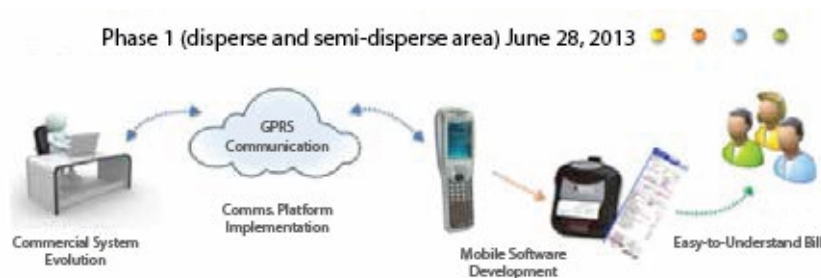 Phase 1 (disperse and semi-disperse area) June 28, 2013
GPRS
Communication
Comms. Platform
Implementation
Commercial System
Evolution
Mobile Software
Development
Easy-to-Understand Bill